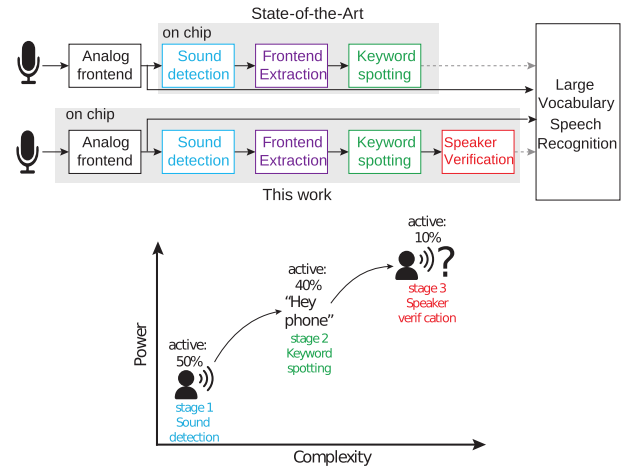 State-of-the-Art
on chip
Analog
frontend
Sound
detection
Frontend
Extraction
Keyword
spotting
Large
Vocabulary
Speech
Recognition
on chip
Analog
frontend
Sound
detection
Frontend
Extraction
Keyword
spotting
Speaker
Verification
This work
Power
active:
50%
stage 1
Sound
detection
active:
40%
“Hey
phone”
stage 2
Keyword
spotting
active:
10%
?
stage 3
Speaker
verif cation
Complexity